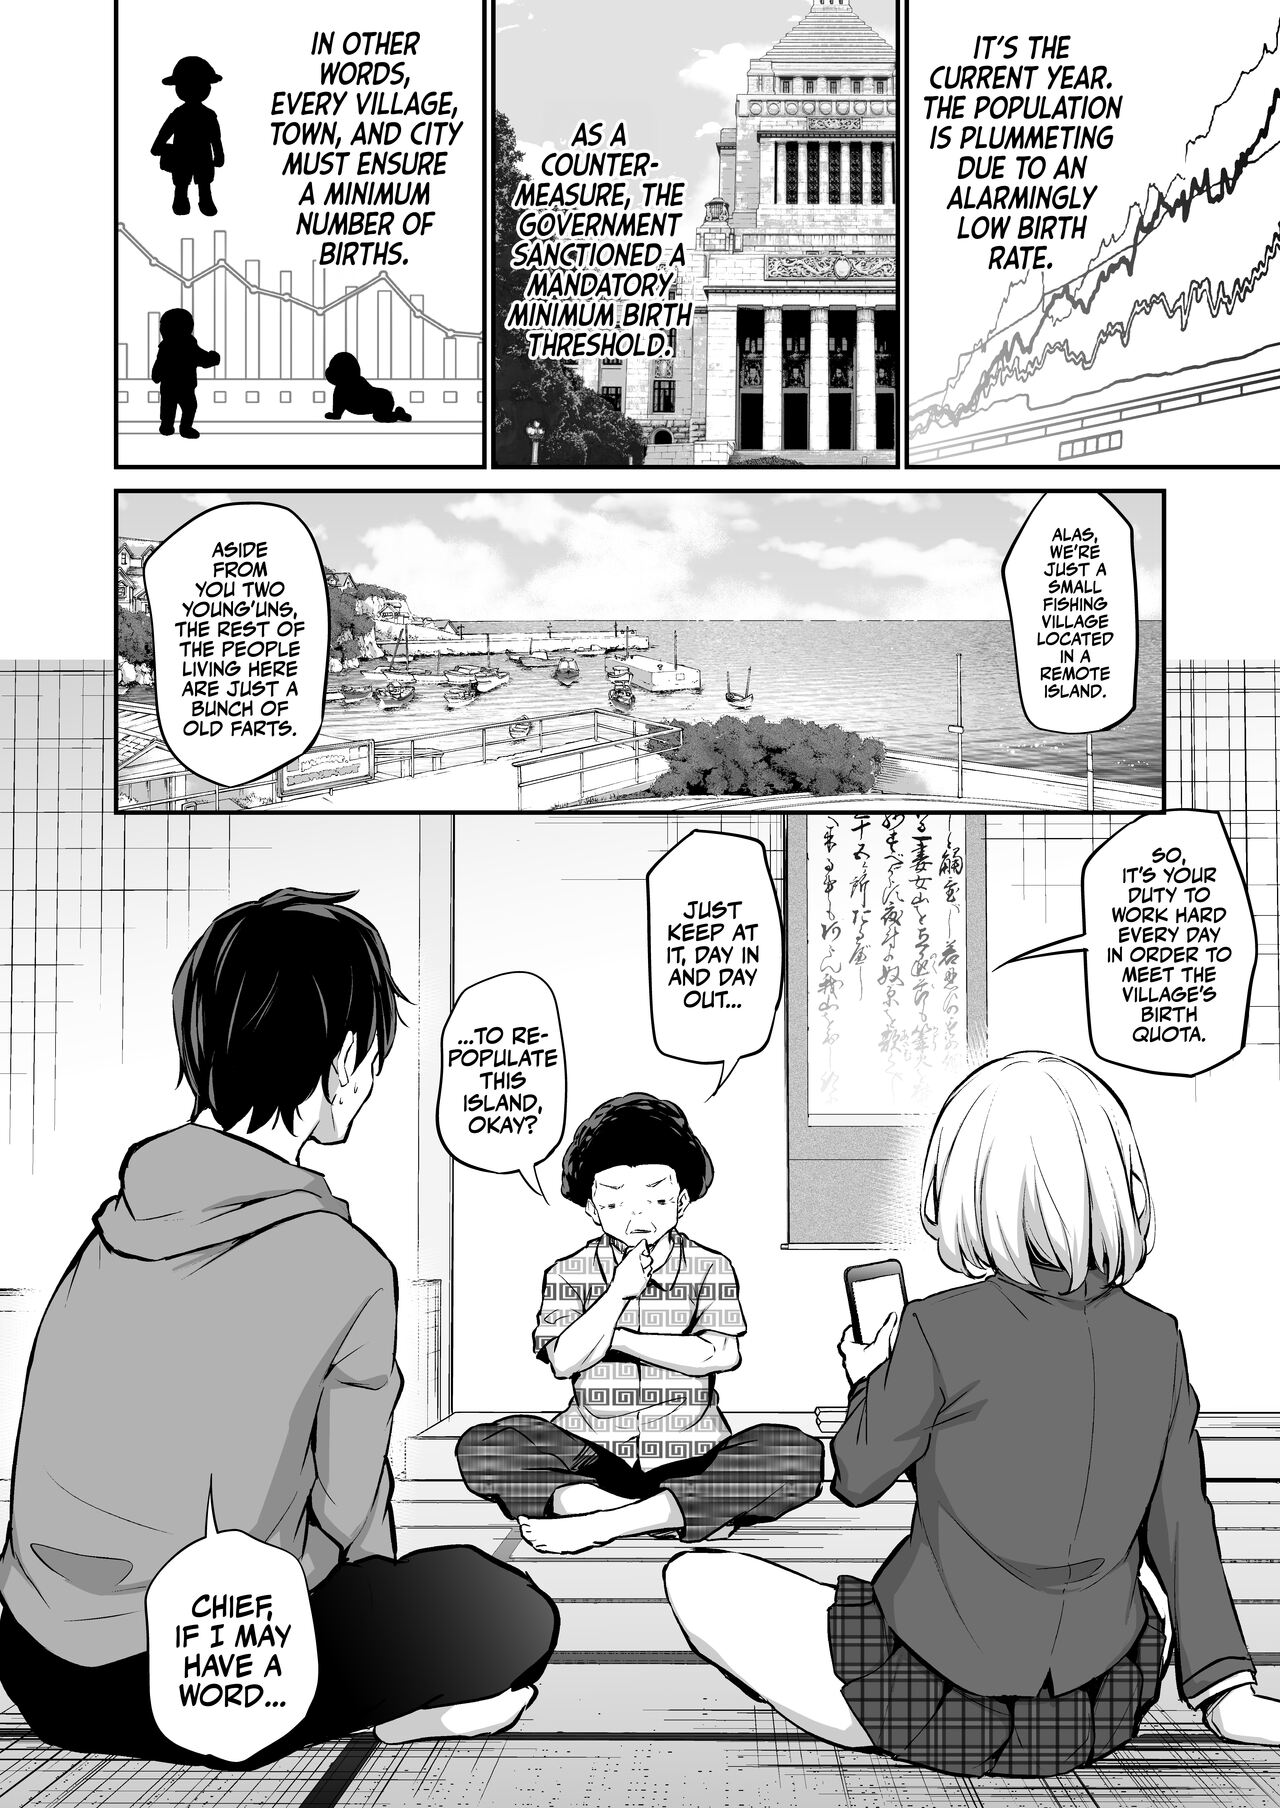 IT'S THE
CURRENT YEAR.
THE POPULATION
IS PLUMMETING
DUE TO AN
ALARMINGLY
LOW BIRTH
RATE.
AS A
COUNTER-
MEASURE, THE
GOVERNMENT
SANCTIONED A
MANDATORY
MINIMUM BIRTH
THRESHOLD.
IN OTHER
WORDS,
EVERY VILLAGE,
TOWN, AND CITY
MUST ENSURE
A MINIMUM
NUMBER OF
BIRTHS.
ALAS,
WE'RE
JUST A
SMALL
FISHING
VILLAGE
LOCATED
IN A
REMOTE
ISLAND.
ASIDE
FROM
YOU TWO
YOUNG'UNS,
THE REST OF
THE PEOPLE
LIVING HERE
ARE JUST A
BUNCH OF
OLD FARTS.
SO,
IT'S YOUR
DUTY TO
WORK HARD
EVERY DAY
IN ORDER TO
MEET THE
VILLAGE'S
BIRTH
QUOTA.
JUST
KEEP AT
IT, DAY IN
AND DAY
OUT...
...TO RE-
POPULATE
THIS
ISLAND,
OKAY?
CHIEF,
IF I MAY
HAVE A
WORD...